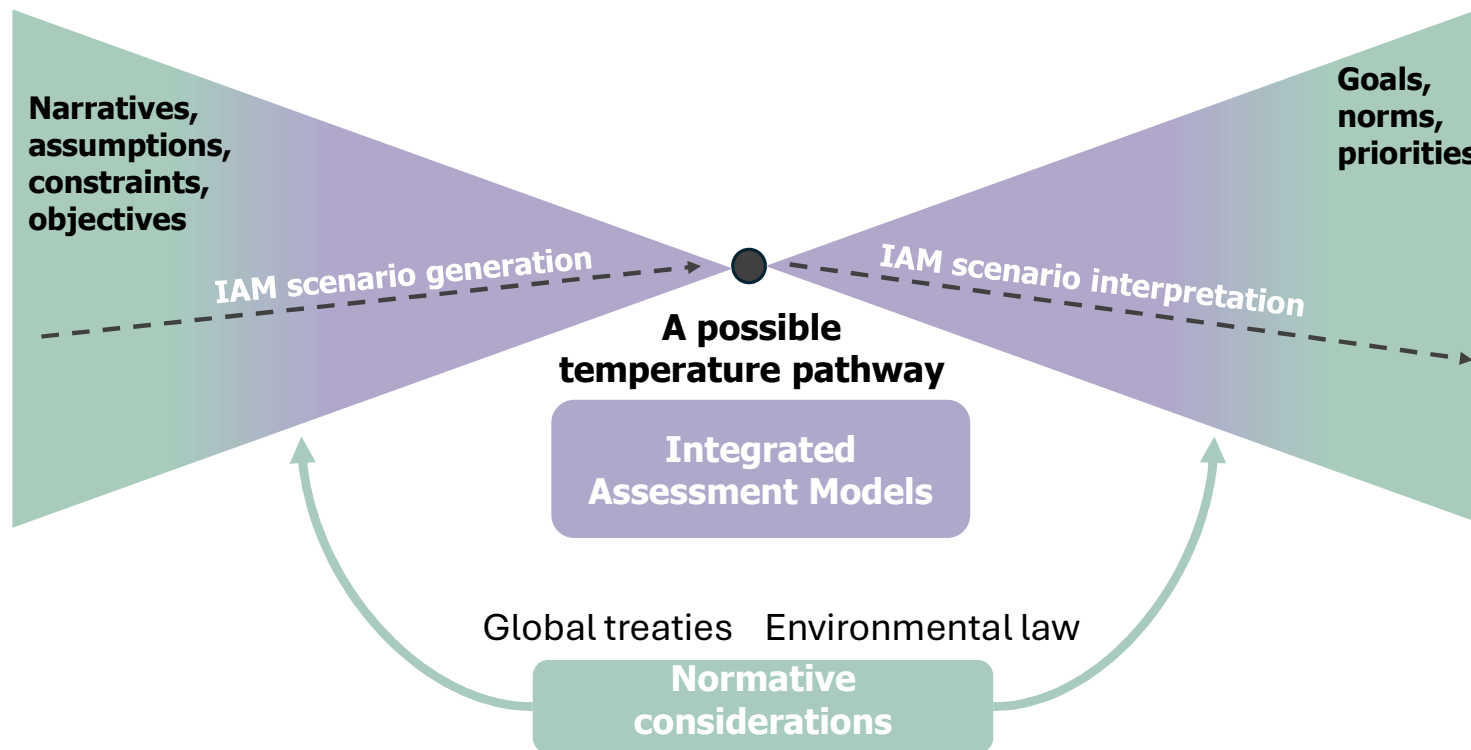 Narratives,
assumptions,
constraints,
objectives
IAM scenario generation
A possible
temperature pathway
IAM scenario interpretation
Goals,
norms,
priorities
Integrated
Assessment Models
Global treaties Environmental law
Normative
considerations